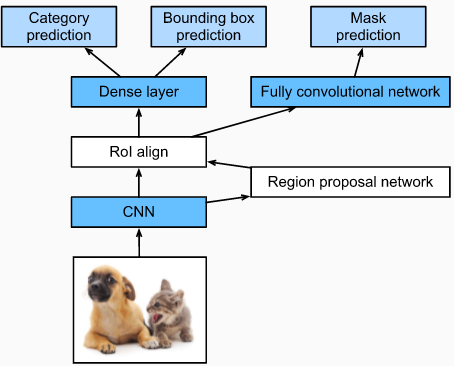 Category
prediction
Bounding box
prediction
Mask
prediction
Dense layer
Fully convolutional network
RoI align
Region proposal network
CNN